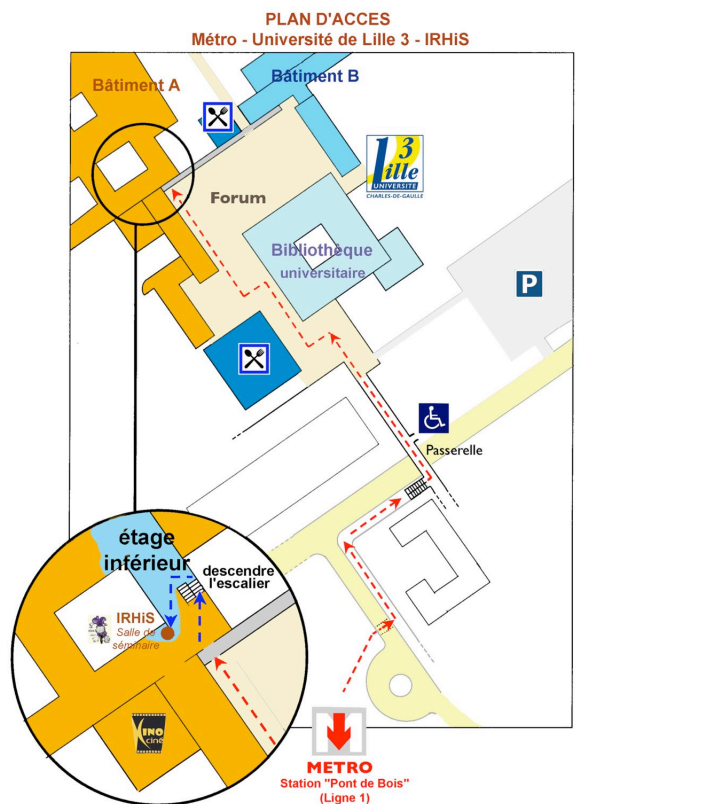 PLAN D'ACCES
Métro - Université de Lille 3 - IRHiS
Bâtiment A
Bâtiment B
Lille 3
UNIVERSITÉ
CHARLES-DE-GAULLE
Forum
Bibliothèque
universitaire
P
Passerelle
étage
inférieur
descendre
l'escalier
IRHiS
Salle de
séminaire
KINO
ciné
METRO
Station "Pont de Bois"
(Ligne 1)